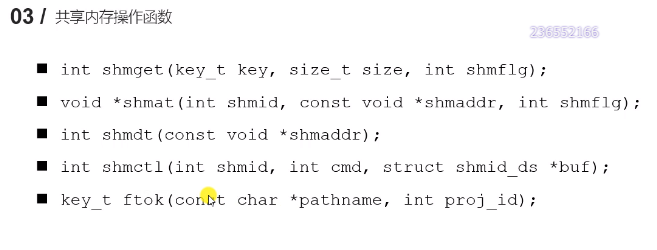 03 / 共享内存操作函数
236552166
■ int shmget(key_t key, size_t size, int shmflg);
■ void *shmat(int shmid, const void *shmaddr, int shmflg);
■ int shmdt(const void *shmaddr);
■ int shmctl(int shmid, int cmd, struct shmid_ds *buf);
■ key_t ftok(const char *pathname, int proj_id);